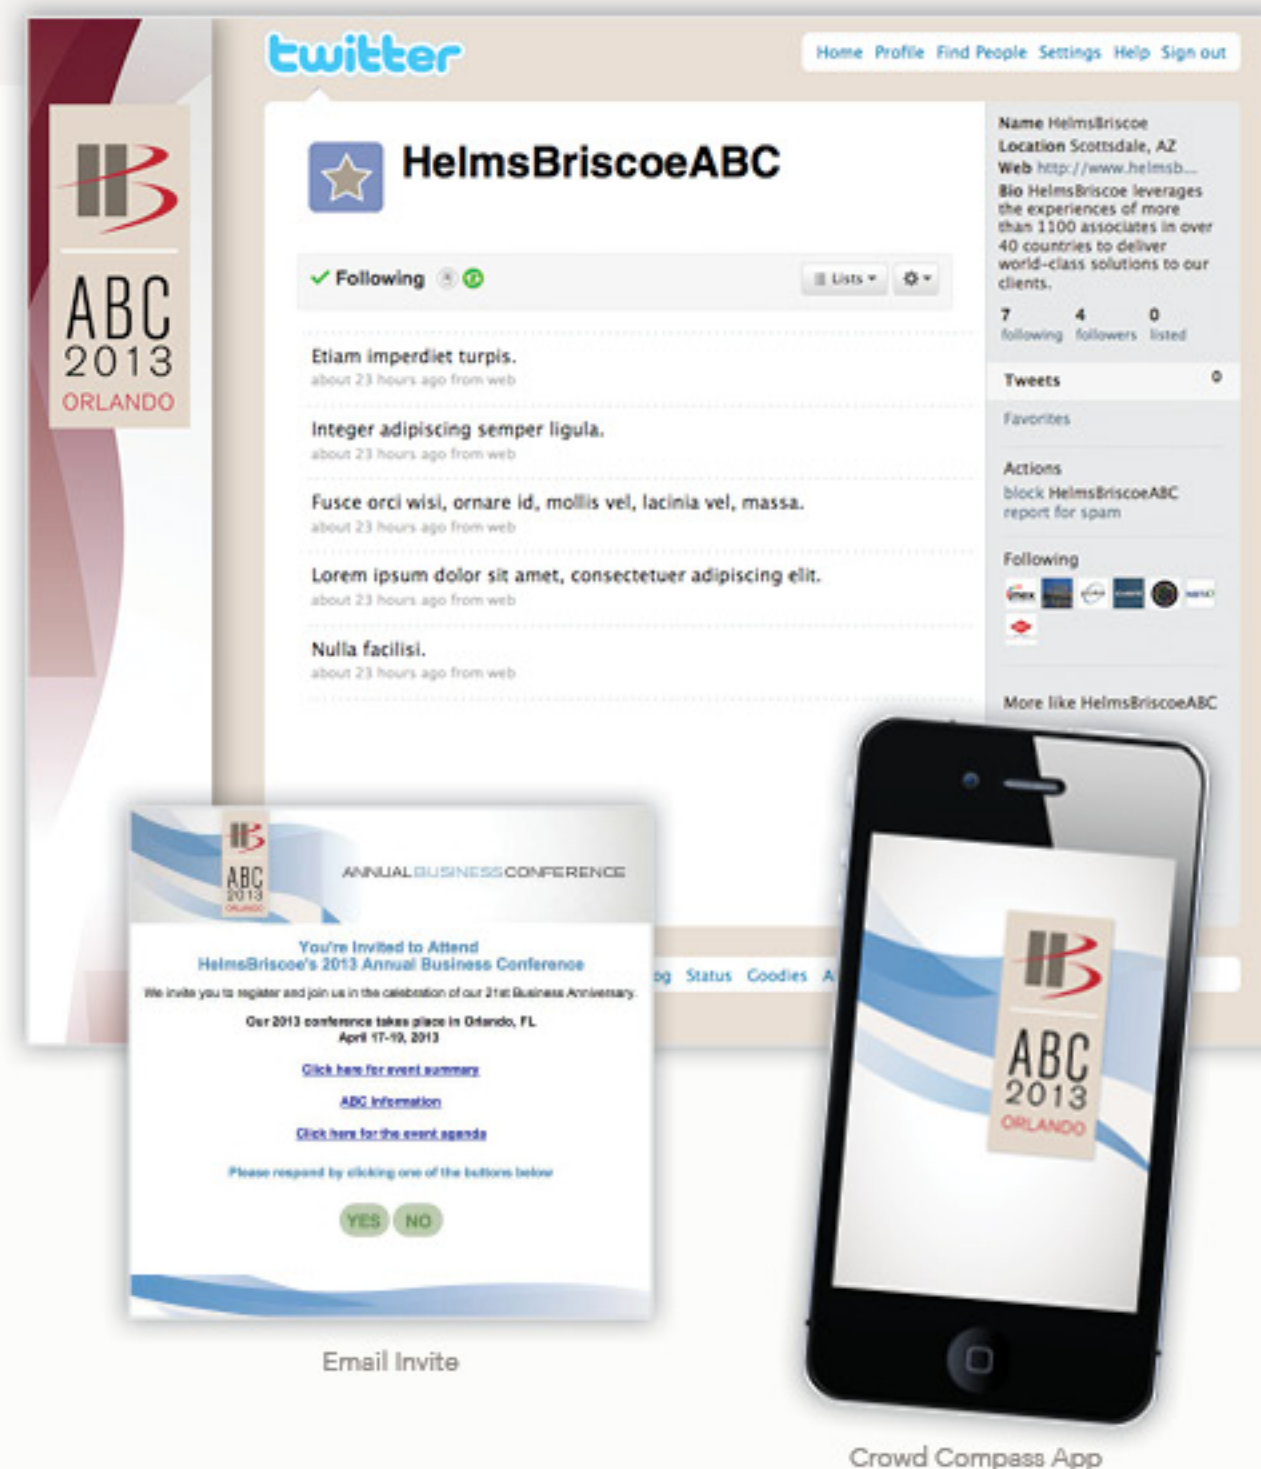 twitter
Home Profile Find People Settings Help Sign out
ABC
2013
ORLANDO
HelmsBriscoeABC
Following
Lists
Etiam imperdiet turpis.
about 23 hours ago from web
Integer adipiscing semper ligula.
about 23 hours ago from web
Fusce orci wisi, ornare id, mollis vel, lacinia vel, massa.
about 23 hours ago from web
Lorem ipsum dolor sit amet, consectetuer adipiscing elit.
about 23 hours ago from web
Nulla facilisi.
about 23 hours ago from web
Name HelmsBriscoe
Location Scottsdale, AZ
Web http://www.helmsb...
Bio HelmsBriscoe leverages
the experiences of more
than 1100 associates in over
40 countries to deliver
world-class solutions to our
clients.
7 4 0
following followers listed
Tweets 0
Favorites
Actions
block HelmsBriscoeABC
report for spam
Following
imex
More like HelmsBriscoeABC
og Status Goodies A
ABC
2013
ORLANDO
ANNUALBUSINESSCONFERENCE
You're Invited to Attend
HelmsBriscoe's 2013 Annual Business Conference
We invite you to register and join us in the celebration of our 21st Business Anniversary.
Our 2013 conference takes place in Orlando, FL
April 17-19, 2013
Click here for event summary
ABC Information
Click here for the event agenda
Please respond by clicking one of the buttons below
YES NO
Email Invite
ABC
2013
ORLANDO
Crowd Compass App